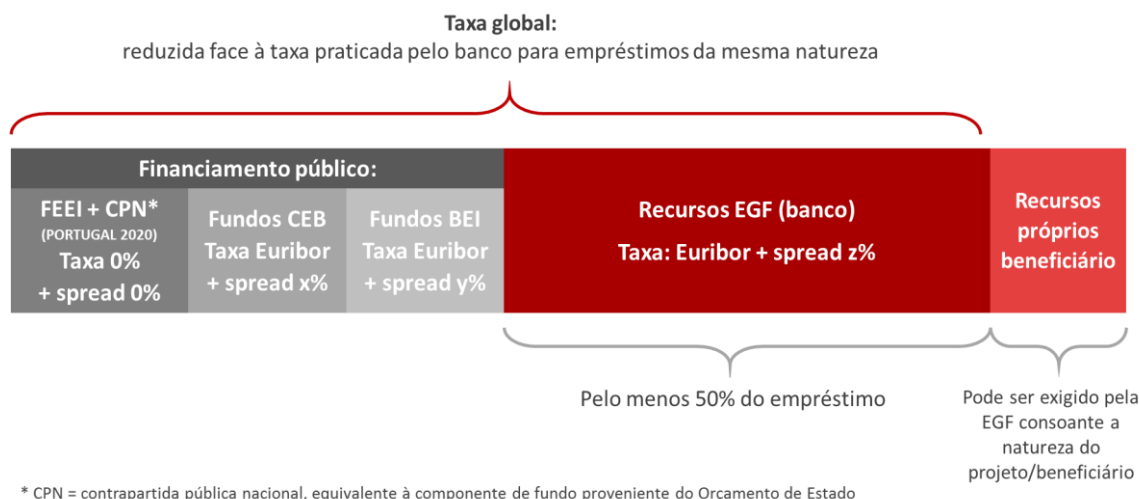 Taxa global:
reduzida face à taxa praticada pelo banco para empréstimos da mesma natureza
Financiamento público:
FEEI + CPN*
(PORTUGAL 2020)
Taxa 0%
+ spread 0%
Fundos CEB
Taxa Euribor
+ spread x%
Fundos BEI
Taxa Euribor
+ spread y%
Recursos EGF (banco)
Taxa: Euribor + spread z%
Recursos
próprios
beneficiário
Pelo menos 50% do empréstimo
Pode ser exigido pela
EGF consoante a
natureza do
projeto/beneficiário
* CPN = contrapartida pública nacional, equivalente à componente de fundo proveniente do Orçamento de Estado